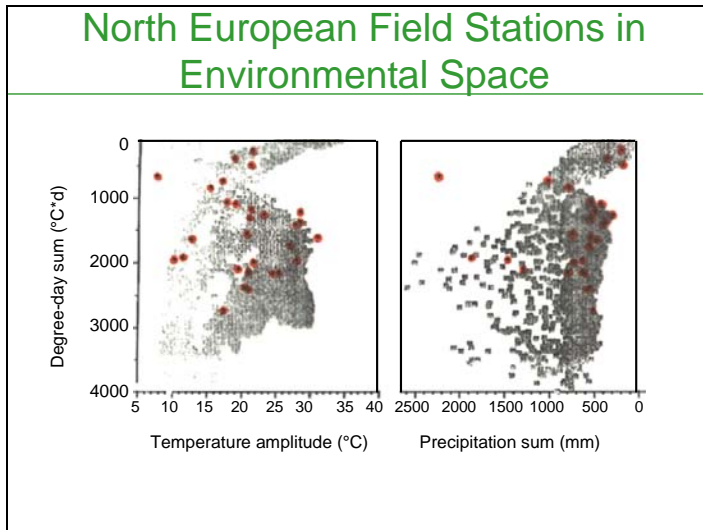 North European Field Stations in
Environmental Space
Degree-day sum (°C*d)
0
1000
2000
3000
4000
5 10 15 20 25 30 35 40
2500 2000 1500 1000 500 0
Temperature amplitude (°C)
Precipitation sum (mm)